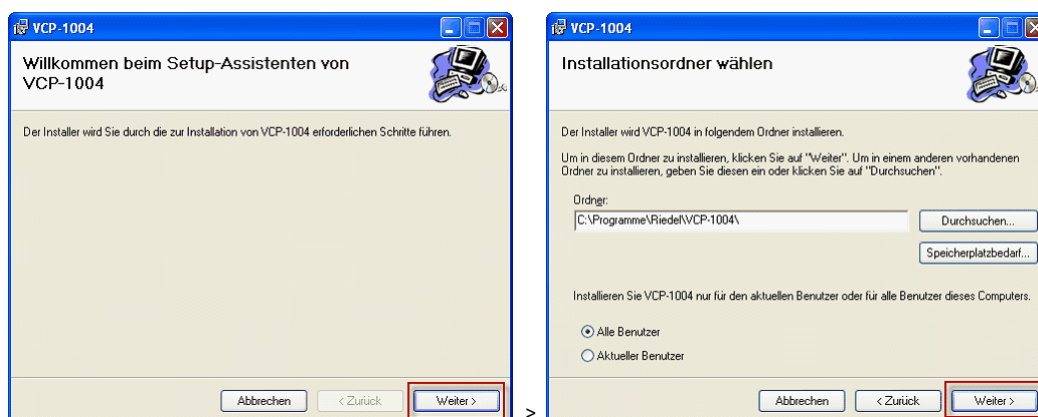 VCP-1004
Willkommen beim Setup-Assistenten von
VCP-1004
Der Installer wird Sie durch die zur Installation von VCP-1004 erforderlichen Schritte führen.
Abbrechen
< Zurück
Weiter >
>
VCP-1004
Installationsordner wählen
Der Installer wird VCP-1004 in folgendem Ordner installieren.
Um in diesem Ordner zu installieren, klicken Sie auf "Weiter". Um in einem anderen vorhandenen
Ordner zu installieren, geben Sie diesen ein oder klicken Sie auf "Durchsuchen".
Ordner:
C:\Programme\Riedel\VCP-1004\
Durchsuchen...
Speicherplatzbedarf...
Installieren Sie VCP-1004 nur für den aktuellen Benutzer oder für alle Benutzer dieses Computers.
Alle Benutzer
Aktueller Benutzer
Abbrechen
< Zurück
Weiter >